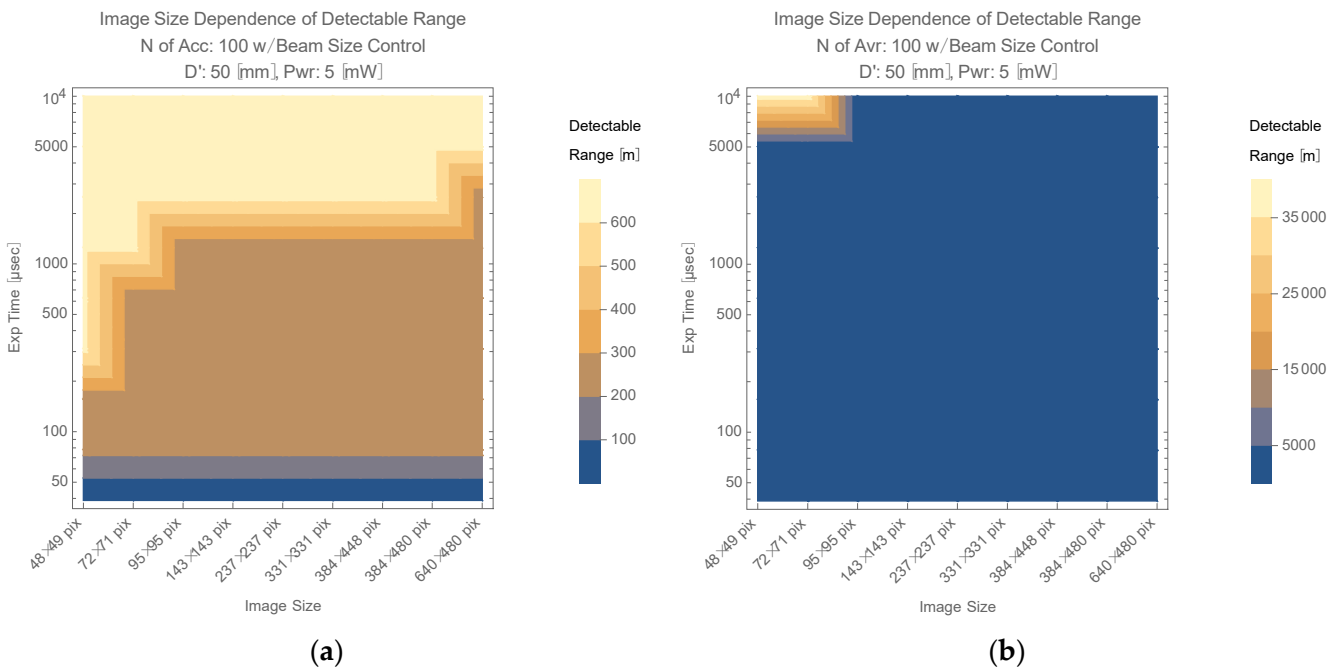 Image Size Dependence of Detectable Range
N of Acc: 100 w/Beam Size Control
D': 50 [mm], Pwr: 5 [mW]
10^4
5000
1000
500
100
50
Exp Time [μsec]
48×49 pix
72×71 pix
95×95 pix
143×143 pix
237×237 pix
331×331 pix
384×448 pix
384×480 pix
640×480 pix
Image Size
Detectable
Range [m]
600
500
400
300
200
100
(a)
Image Size Dependence of Detectable Range
N of Avr: 100 w/Beam Size Control
D': 50 [mm], Pwr: 5 [mW]
10^4
5000
1000
500
100
50
Exp Time [μsec]
48×49 pix
72×71 pix
95×95 pix
143×143 pix
237×237 pix
331×331 pix
384×448 pix
384×480 pix
640×480 pix
Image Size
Detectable
Range [m]
35 000
25 000
15 000
5000
(b)